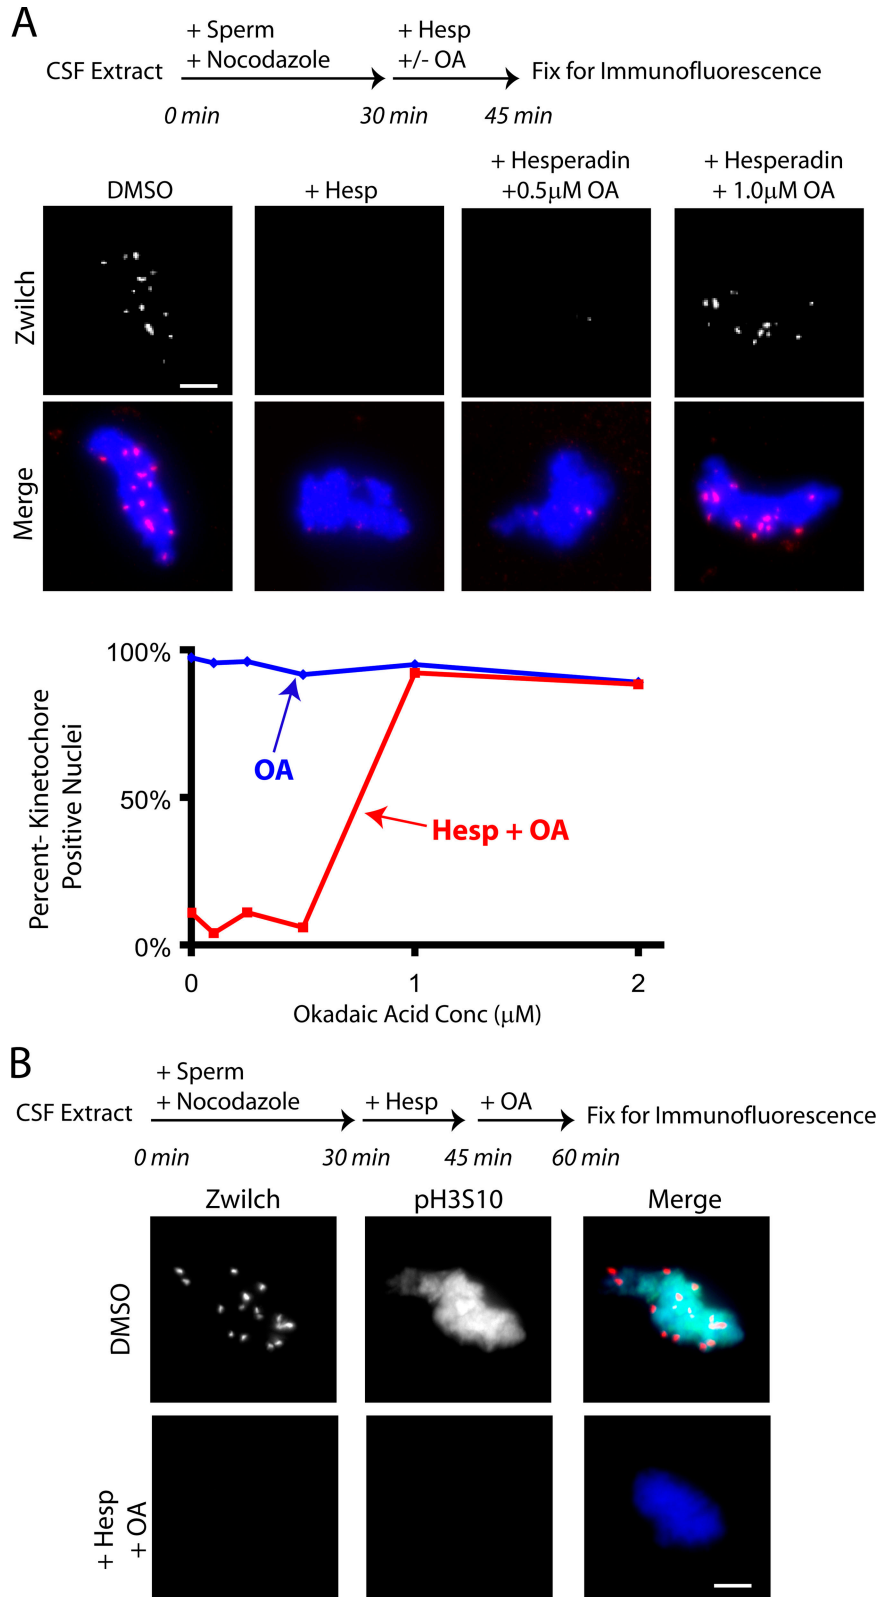 A
+ Sperm
+ Nocodazole
+ Hesp
+/- OA
CSF Extract
Fix for Immunofluorescence
0 min
30 min
45 min
DMSO
+ Hesp
+ Hesperadin
+0.5μM OA
+ Hesperadin
+ 1.0μM OA
Zwilch
Merge
100%
50%
0%
Percent- Kinetochore
Positive Nuclei
OA
Hesp + OA
0
1
2
Okadaic Acid Conc (μM)
B
+ Sperm
+ Nocodazole
+ Hesp
+ OA
CSF Extract
Fix for Immunofluorescence
0 min
30 min
45 min
60 min
Zwilch
pH3S10
Merge
DMSO
+ Hesp
+ OA